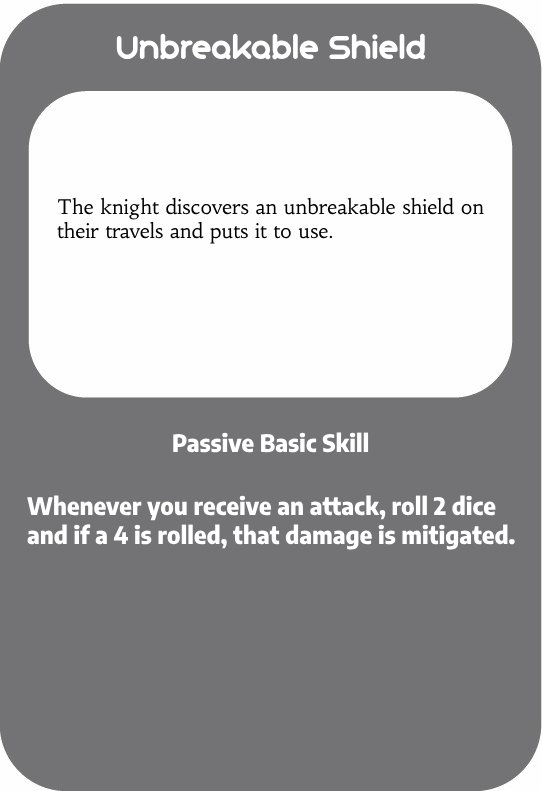 Unbreakable Shield
The knight discovers an unbreakable shield on
their travels and puts it to use.
Passive Basic Skill
Whenever you receive an attack, roll 2 dice
and if a 4 is rolled, that damage is mitigated.